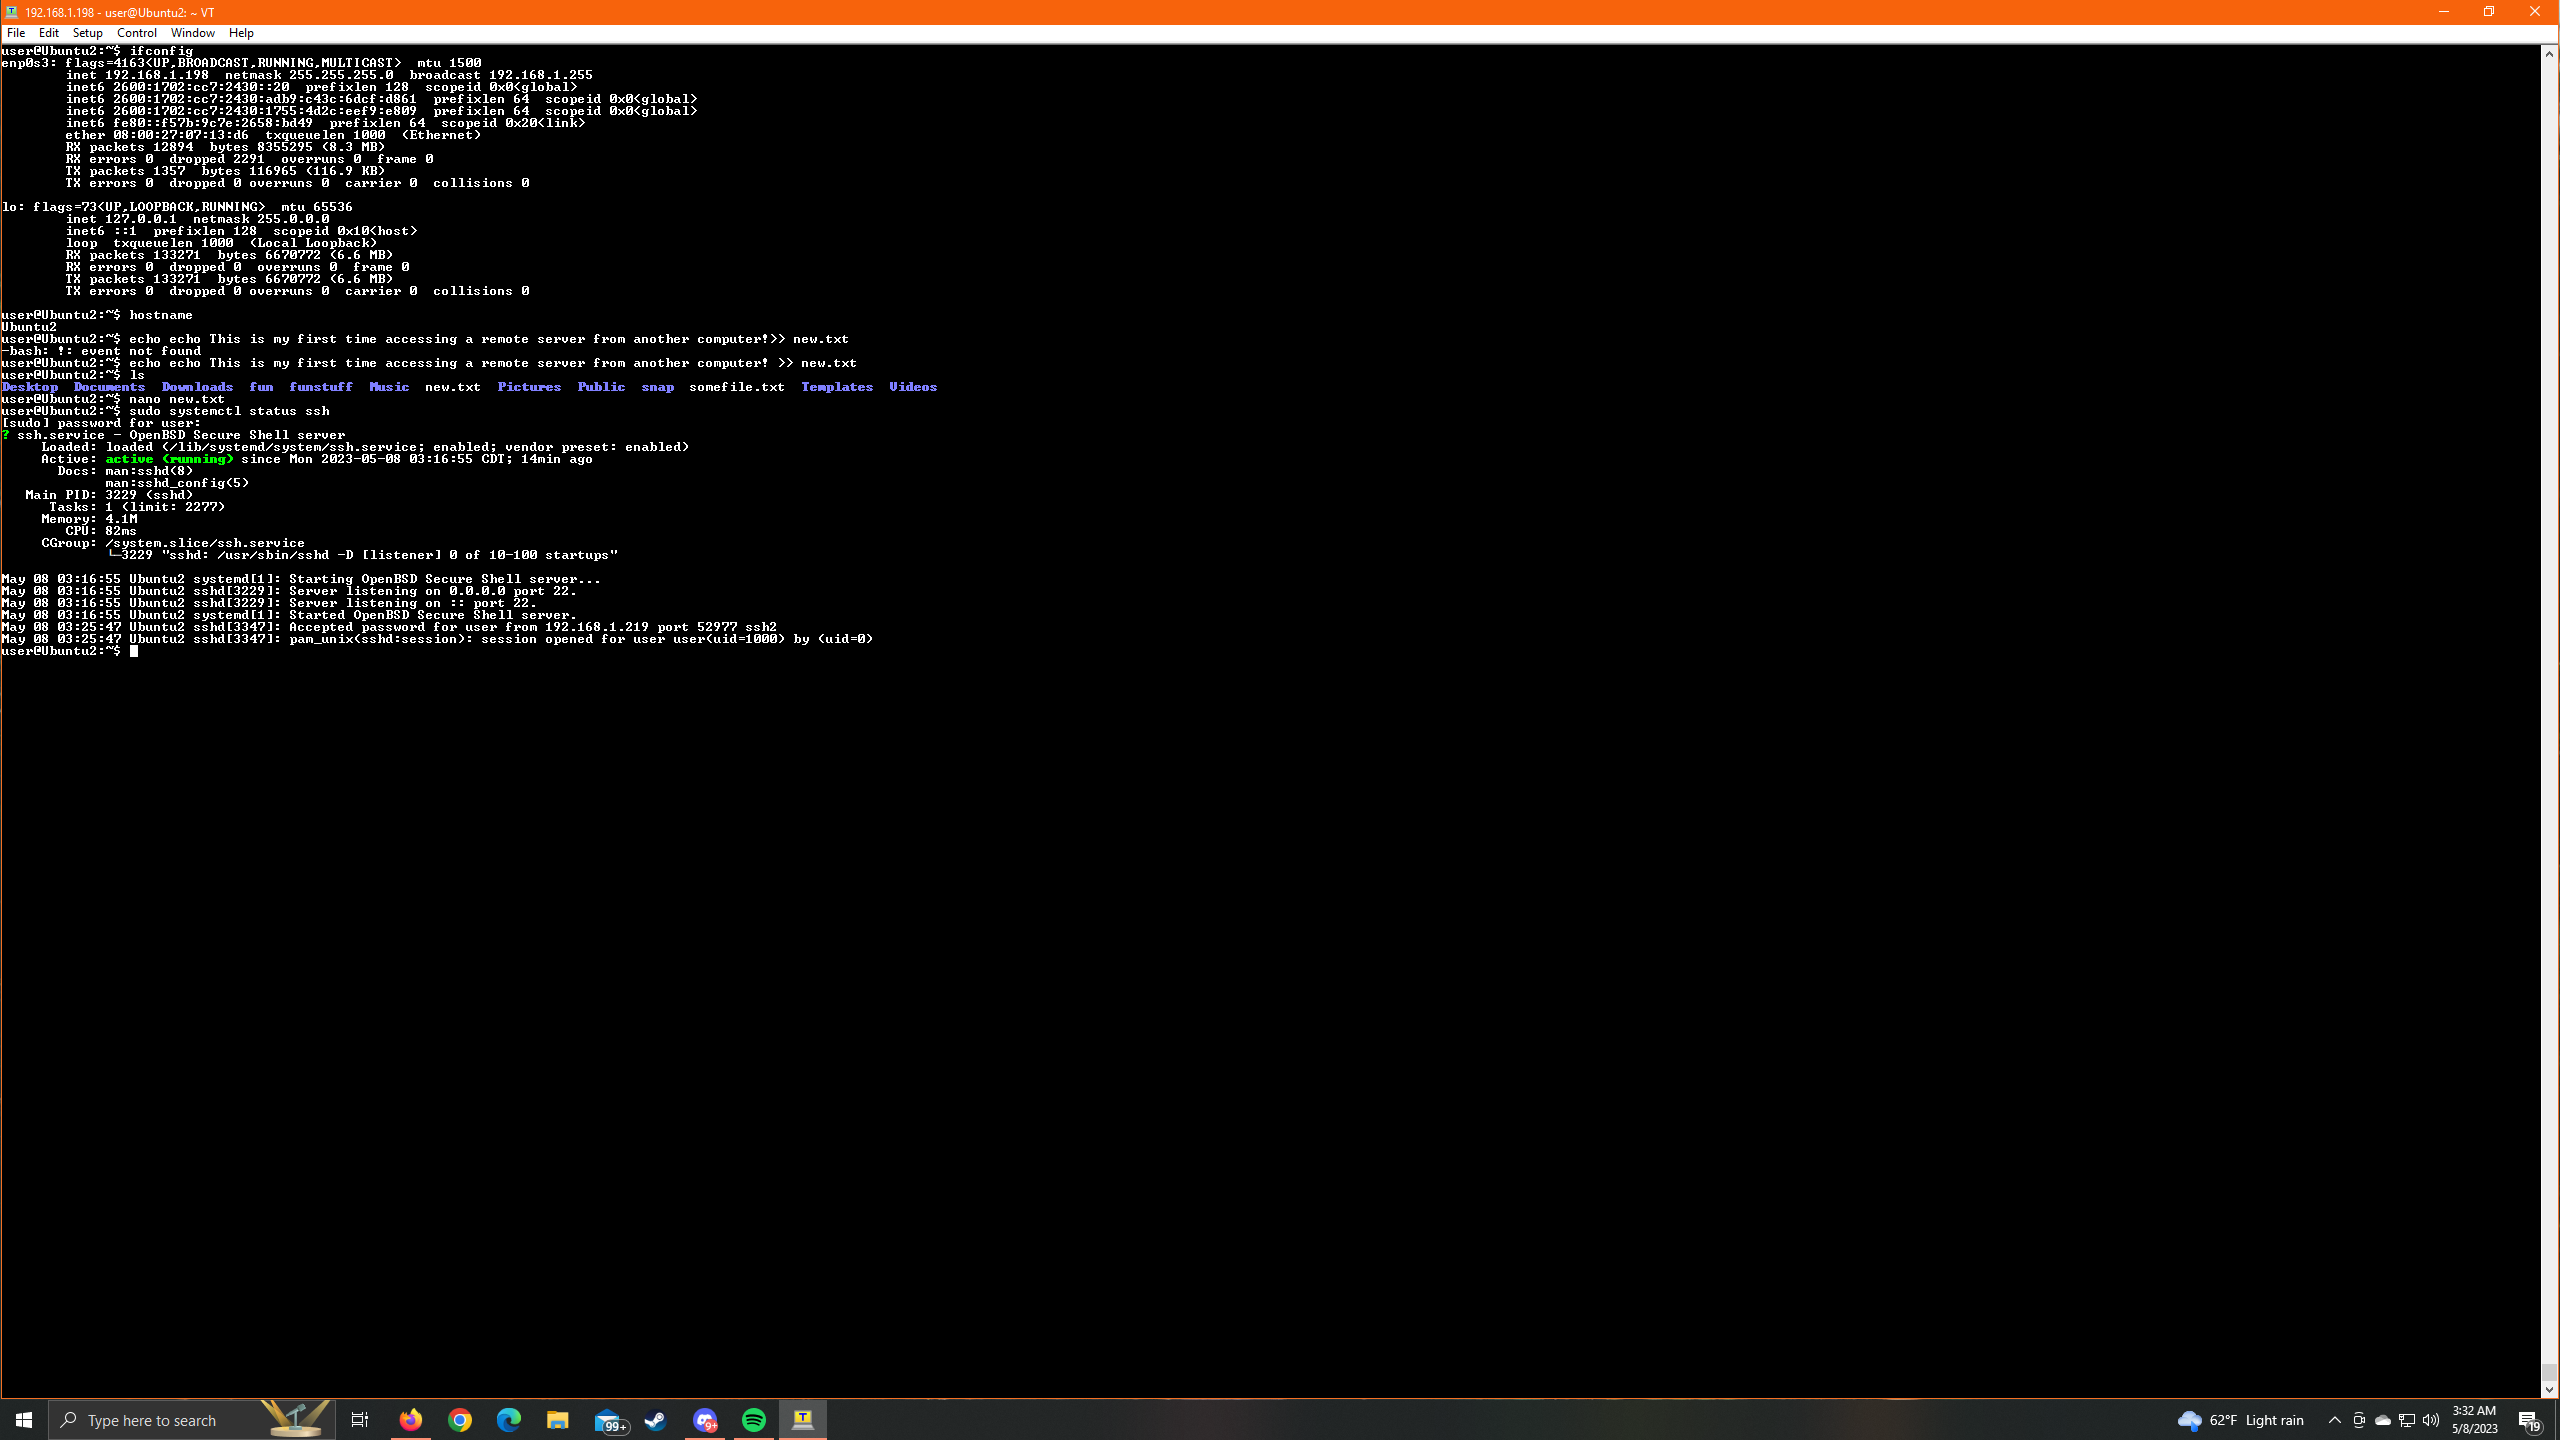 192.168.1.198 - user@Ubuntu2: ~ VT
File Edit Setup Control Window Help
user@Ubuntu2:~$ ifconfig
enp0s3: flags=4163<UP,BROADCAST,RUNNING,MULTICAST>  mtu 1500
        inet 192.168.1.198  netmask 255.255.255.0  broadcast 192.168.1.255
        inet6 2600:1702:cc7:2430::20  prefixlen 128  scopeid 0x0<global>
        inet6 2600:1702:cc7:2430:adb9:c43c:6dcf:d861  prefixlen 64  scopeid 0x0<global>
        inet6 2600:1702:cc7:2430:1755:4d2c:eef9:e809  prefixlen 64  scopeid 0x0<global>
        inet6 fe80::f57b:9c7e:2658:bd49  prefixlen 64  scopeid 0x20<link>
        ether 08:00:27:07:13:d6  txqueuelen 1000  (Ethernet)
        RX packets 12894  bytes 8355295 (8.3 MB)
        RX errors 0  dropped 2291  overruns 0  frame 0
        TX packets 1357  bytes 116965 (116.9 KB)
        TX errors 0  dropped 0 overruns 0  carrier 0  collisions 0
lo: flags=73<UP,LOOPBACK,RUNNING>  mtu 65536
        inet 127.0.0.1  netmask 255.0.0.0
        inet6 ::1  prefixlen 128  scopeid 0x10<host>
        loop  txqueuelen 1000  (Local Loopback)
        RX packets 133271  bytes 6670772 (6.6 MB)
        RX errors 0  dropped 0  overruns 0  frame 0
        TX packets 133271  bytes 6670772 (6.6 MB)
        TX errors 0  dropped 0 overruns 0  carrier 0  collisions 0
user@Ubuntu2:~$ hostname
Ubuntu2
user@Ubuntu2:~$ echo echo This is my first time accessing a remote server from another computer!>> new.txt
-bash: !: event not found
user@Ubuntu2:~$ echo echo This is my first time accessing a remote server from another computer! >> new.txt
user@Ubuntu2:~$ ls
Desktop  Documents  Downloads  fun  funstuff  Music  new.txt  Pictures  Public  snap  somefile.txt  Templates  Videos
user@Ubuntu2:~$ nano new.txt
user@Ubuntu2:~$ sudo systemctl status ssh
[sudo] password for user:
? ssh.service - OpenBSD Secure Shell server
     Loaded: loaded (/lib/systemd/system/ssh.service; enabled; vendor preset: enabled)
     Active: active (running) since Mon 2023-05-08 03:16:55 CDT; 14min ago
       Docs: man:sshd(8)
             man:sshd_config(5)
   Main PID: 3229 (sshd)
      Tasks: 1 (limit: 2277)
     Memory: 4.1M
        CPU: 82ms
     CGroup: /system.slice/ssh.service
             └─3229 "sshd: /usr/sbin/sshd -D [listener] 0 of 10-100 startups"
May 08 03:16:55 Ubuntu2 systemd[1]: Starting OpenBSD Secure Shell server...
May 08 03:16:55 Ubuntu2 sshd[3229]: Server listening on 0.0.0.0 port 22.
May 08 03:16:55 Ubuntu2 sshd[3229]: Server listening on :: port 22.
May 08 03:16:55 Ubuntu2 systemd[1]: Started OpenBSD Secure Shell server.
May 08 03:25:47 Ubuntu2 sshd[3347]: Accepted password for user from 192.168.1.219 port 52977 ssh2
May 08 03:25:47 Ubuntu2 sshd[3347]: pam_unix(sshd:session): session opened for user user(uid=1000) by (uid=0)
user@Ubuntu2:~$
Type here to search
99+
9+
T
62°F Light rain
3:32 AM
5/8/2023
19